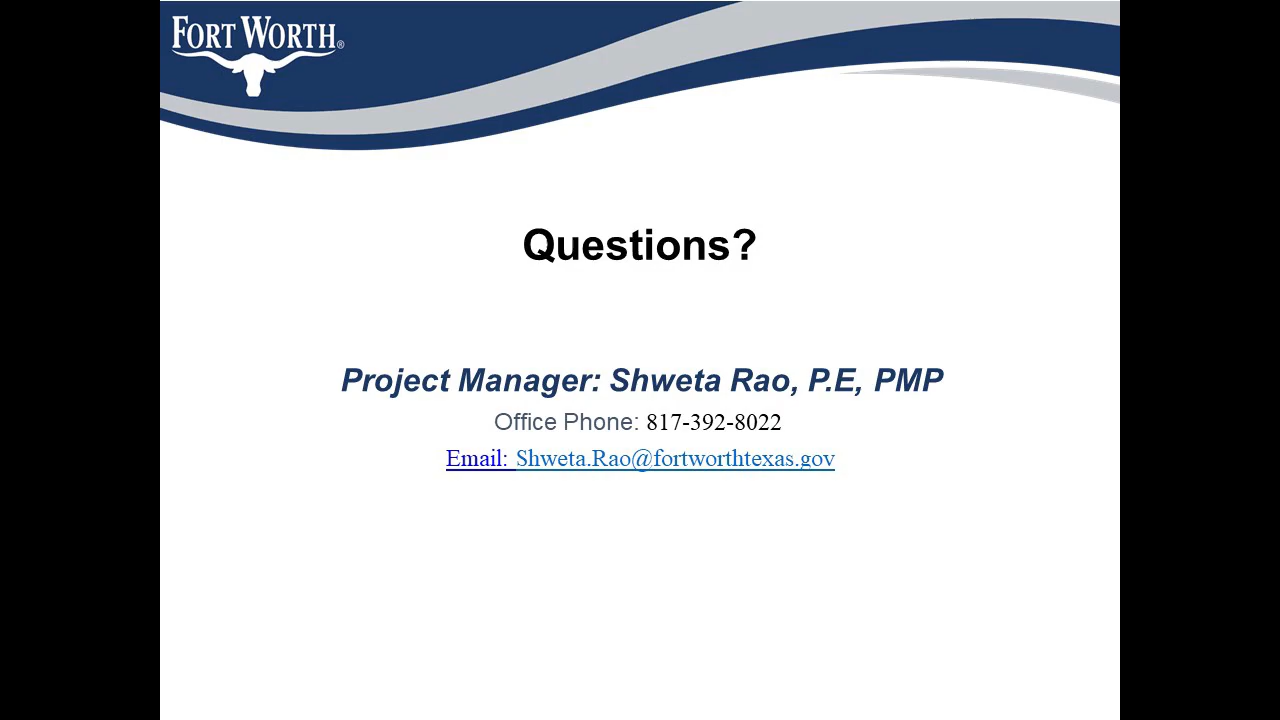 FORT WORTH®
Questions?
Project Manager: Shweta Rao, P.E, PMP
Office Phone: 817-392-8022
Email: Shweta.Rao@fortworthtexas.gov